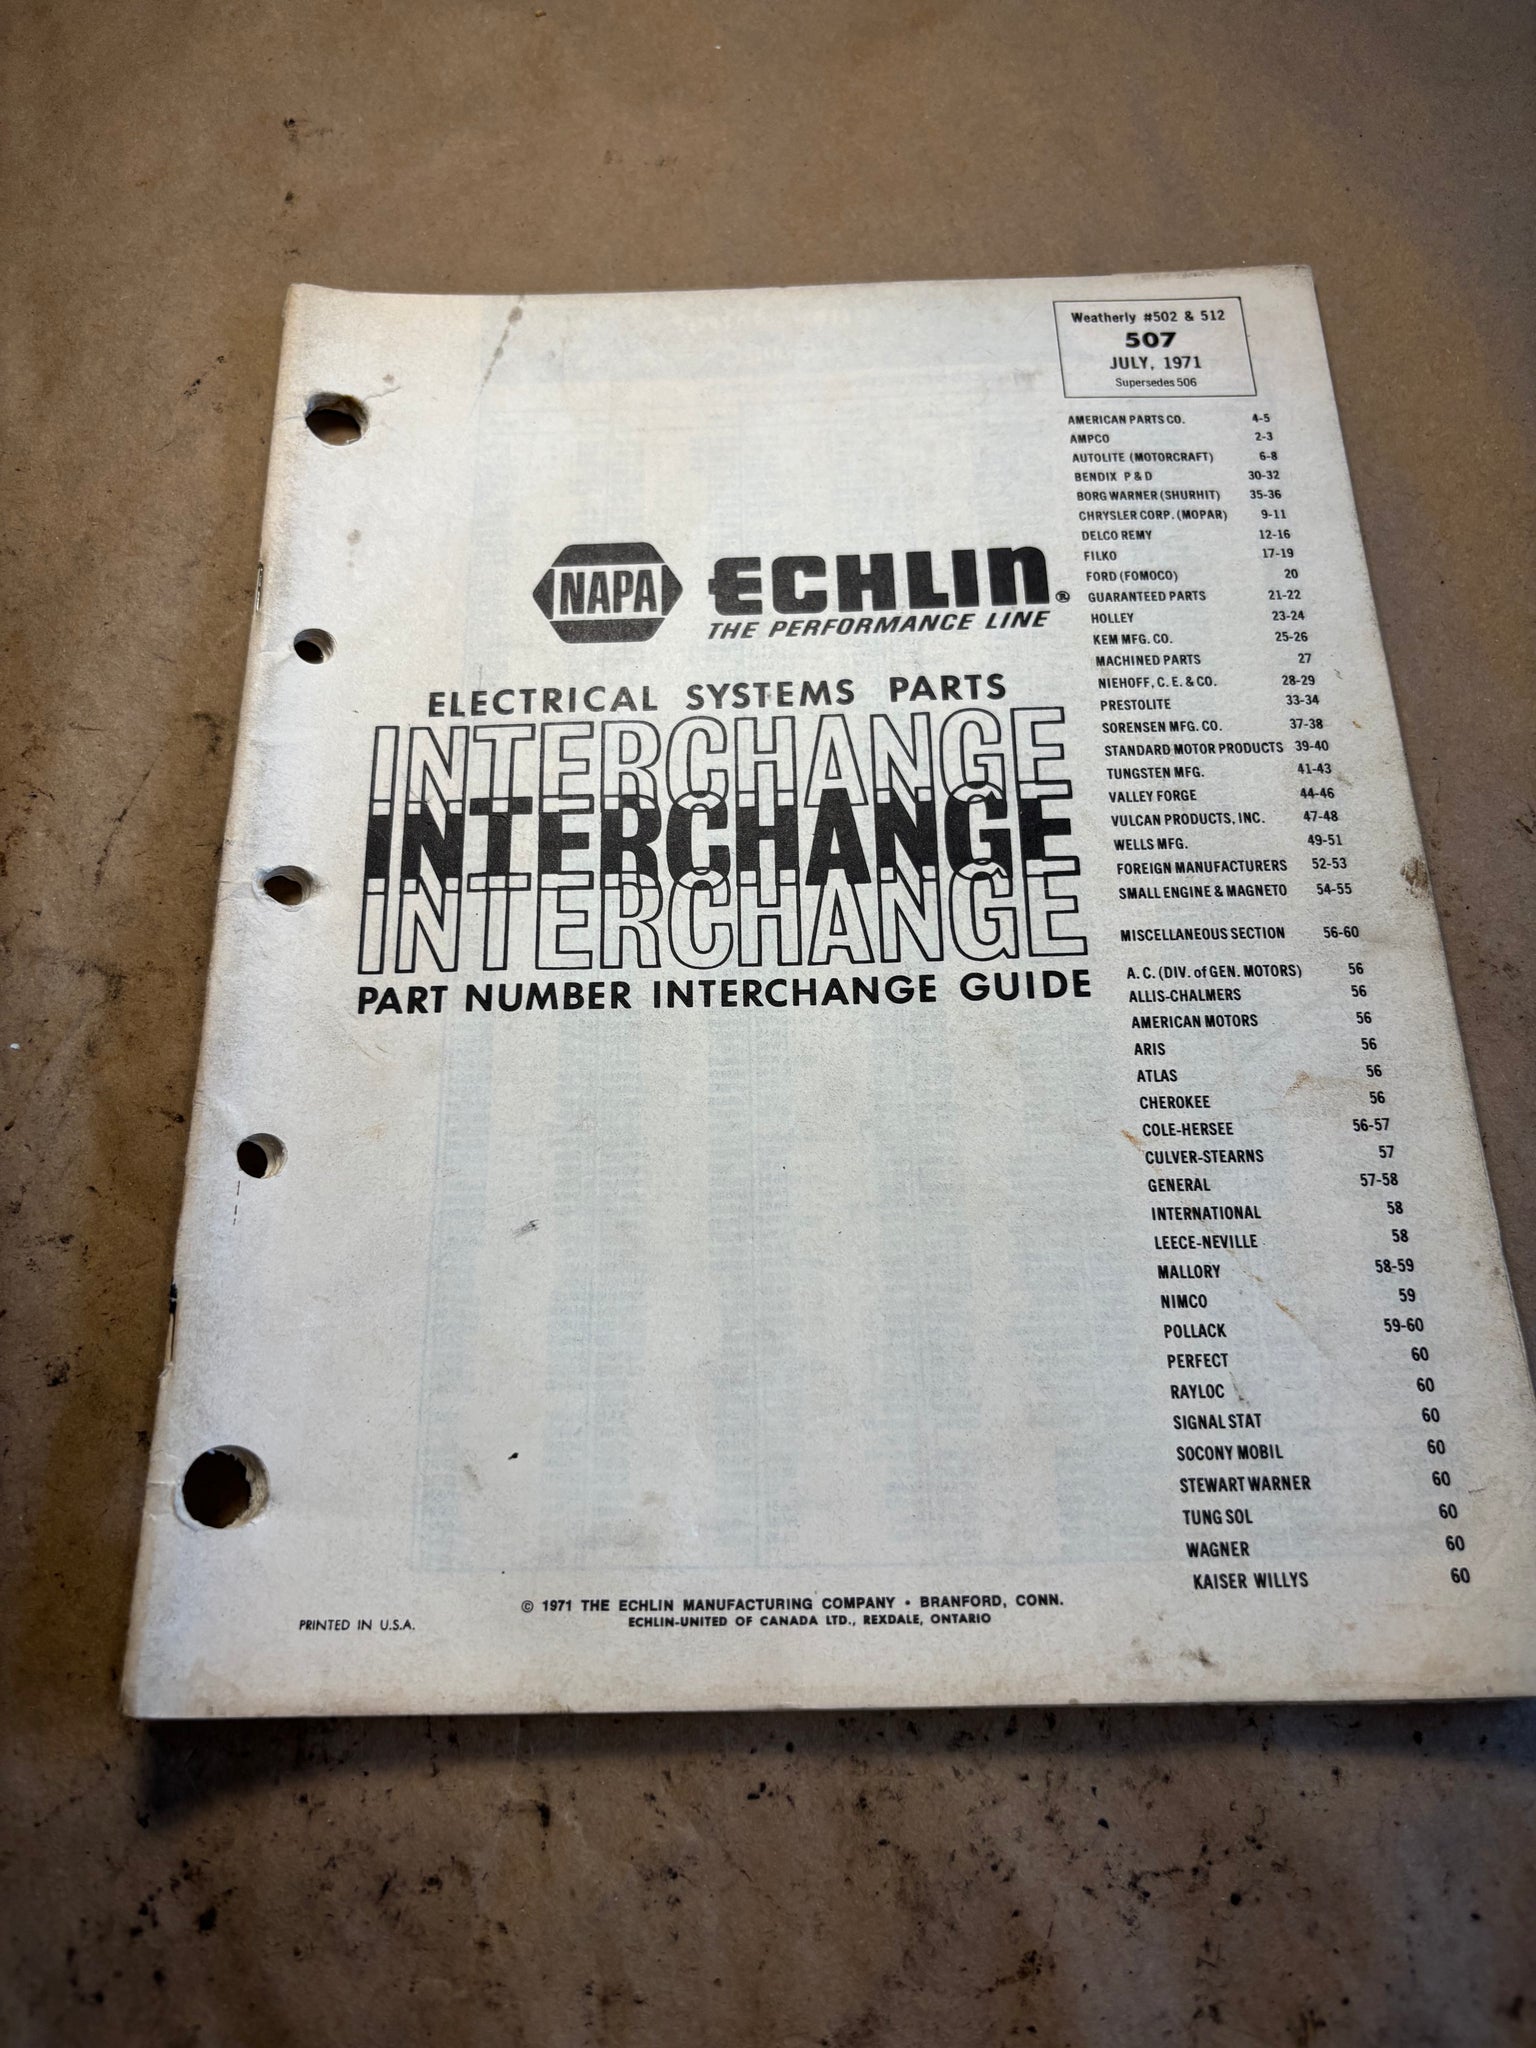 Weatherly #502 & 512
507
JULY, 1971
Supersedes 506
AMERICAN PARTS CO. 4-5
AMPCO 2-3
AUTOLITE (MOTORCRAFT) 6-8
BENDIX P & D 30-32
BORG WARNER (SHURHIT) 35-36
CHRYSLER CORP. (MOPAR) 9-11
DELCO REMY 12-16
FILKO 17-19
FORD (FOMOCO) 20
GUARANTEED PARTS 21-22
HOLLEY 23-24
KEM MFG. CO. 25-26
MACHINED PARTS 27
NIEHOFF, C. E. & CO. 28-29
PRESTOLITE 33-34
SORENSEN MFG. CO. 37-38
STANDARD MOTOR PRODUCTS 39-40
TUNGSTEN MFG. 41-43
VALLEY FORGE 44-46
VULCAN PRODUCTS, INC. 47-48
WELLS MFG. 49-51
FOREIGN MANUFACTURERS 52-53
SMALL ENGINE & MAGNETO 54-55
MISCELLANEOUS SECTION 56-60
A. C. (DIV. of GEN. MOTORS) 56
ALLIS-CHALMERS 56
AMERICAN MOTORS 56
ARIS 56
ATLAS 56
CHEROKEE 56
COLE-HERSEE 56-57
CULVER-STEARNS 57
GENERAL 57-58
INTERNATIONAL 58
LEECE-NEVILLE 58
MALLORY 58-59
NIMCO 59
POLLACK 59-60
PERFECT 60
RAYLOC 60
SIGNAL STAT 60
SOCONY MOBIL 60
STEWART WARNER 60
TUNG SOL 60
WAGNER 60
KAISER WILLYS 60
NAPA ECHLIN®
THE PERFORMANCE LINE
ELECTRICAL SYSTEMS PARTS
INTERCHANGE
INTERCHANGE
INTERCHANGE
PART NUMBER INTERCHANGE GUIDE
© 1971 THE ECHLIN MANUFACTURING COMPANY • BRANFORD, CONN.
ECHLIN-UNITED OF CANADA LTD., REXDALE, ONTARIO
PRINTED IN U.S.A.